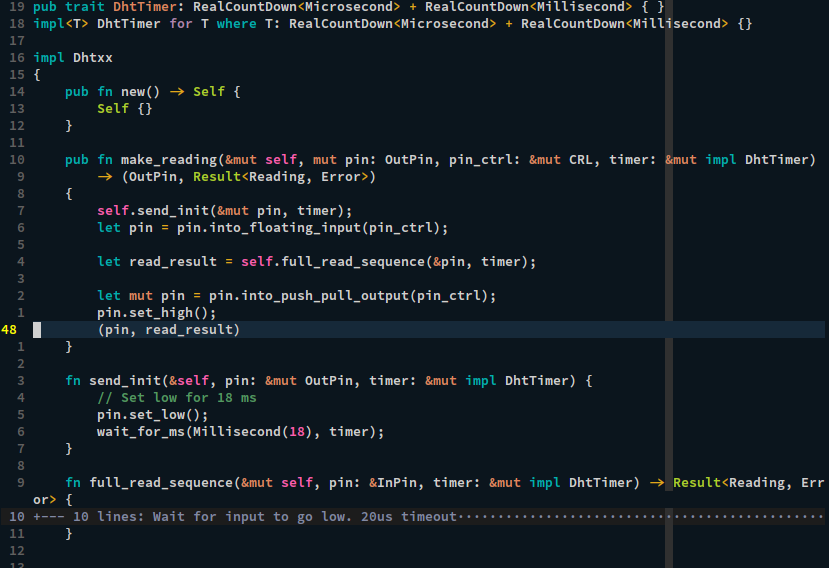 19 pub trait DhtTimer: RealCountDown<Microsecond> + RealCountDown<Millisecond> { }
18 impl<T> DhtTimer for T where T: RealCountDown<Microsecond> + RealCountDown<Millisecond> {}
17
16 impl Dhtxx
15 {
14     pub fn new() → Self {
13         Self {}
12     }
11
10     pub fn make_reading(&mut self, mut pin: OutPin, pin_ctrl: &mut CRL, timer: &mut impl DhtTimer)
9         → (OutPin, Result<Reading, Error>)
8     {
7         self.send_init(&mut pin, timer);
6         let pin = pin.into_floating_input(pin_ctrl);
5
4         let read_result = self.full_read_sequence(&pin, timer);
3
2         let mut pin = pin.into_push_pull_output(pin_ctrl);
1         pin.set_high();
48         (pin, read_result)
1     }
2
3     fn send_init(&self, pin: &mut OutPin, timer: &mut impl DhtTimer) {
4         // Set low for 18 ms
5         pin.set_low();
6         wait_for_ms(Millisecond(18), timer);
7     }
8
9     fn full_read_sequence(&mut self, pin: &InPin, timer: &mut impl DhtTimer) → Result<Reading, Err
or> {
10 +--- 10 lines: Wait for input to go low. 20us timeout··············································
11     }
12
13